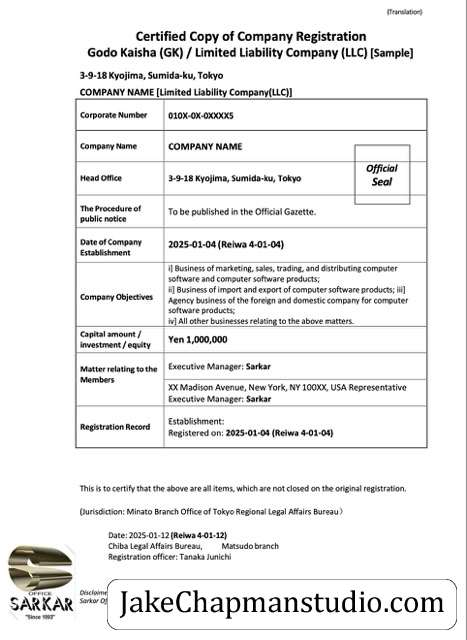 (Translation)
Certified Copy of Company Registration
Godo Kaisha (GK) / Limited Liability Company (LLC) [Sample]
3-9-18 Kyojima, Sumida-ku, Tokyo
COMPANY NAME [Limited Liability Company(LLC)]
Corporate Number 010X-0X-0XXXX5
Company Name COMPANY NAME
Official
Seal
Head Office 3-9-18 Kyojima, Sumida-ku, Tokyo
The Procedure of
public notice
To be published in the Official Gazette.
Date of Company
Establishment
2025-01-04 (Reiwa 4-01-04)
Company Objectives
i] Business of marketing, sales, trading, and distributing computer
software and computer software products;
ii] Business of import and export of computer software products; iii]
Agency business of the foreign and domestic company for computer
software products;
iv] All other businesses relating to the above matters.
Capital amount /
investment / equity
Yen 1,000,000
Matter relating to the
Members
Executive Manager: Sarkar
XX Madison Avenue, New York, NY 100XX, USA Representative
Executive Manager: Sarkar
Registration Record
Establishment:
Registered on: 2025-01-04 (Reiwa 4-01-04)
This is to certify that the above are all items, which are not closed on the original registration.
(Jurisdiction: Minato Branch Office of Tokyo Regional Legal Affairs Bureau）
Date: 2025-01-12 (Reiwa 4-01-12)
Chiba Legal Affairs Bureau, Matsudo branch
Registration officer: Tanaka Junichi
OFFICE
SARKAR
"Since 1993"
Sarkar
JakeChapmanstudio.com